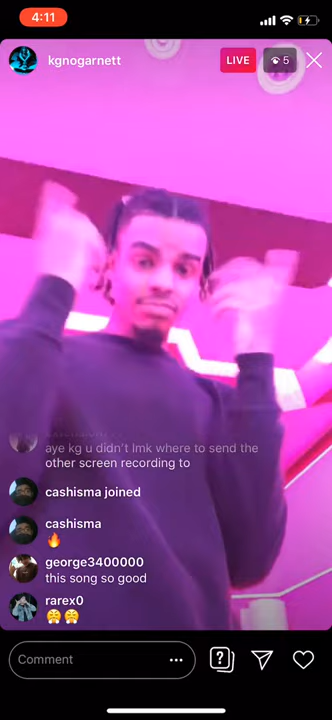 4:11
kgnogarnett
LIVE
5
aye kg u didn't lmk where to send the
other screen recording to
cashisma joined
cashisma
george3400000
this song so good
rarex0
Comment